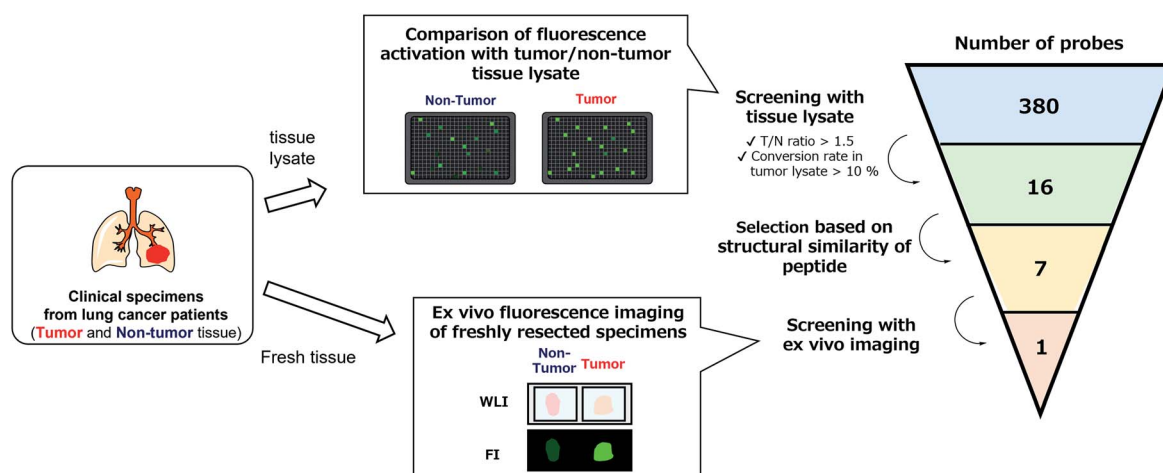 Clinical specimens
from lung cancer patients
(Tumor and Non-tumor tissue)
tissue
lysate
Fresh tissue
Comparison of fluorescence
activation with tumor/non-tumor
tissue lysate
Non-Tumor
Tumor
Ex vivo fluorescence imaging
of freshly resected specimens
Non-
Tumor
Tumor
WLI
FI
Screening with
tissue lysate
✓ T/N ratio > 1.5
✓ Conversion rate in
tumor lysate > 10 %
Selection based on
structural similarity of
peptide
Screening with
ex vivo imaging
Number of probes
380
16
7
1